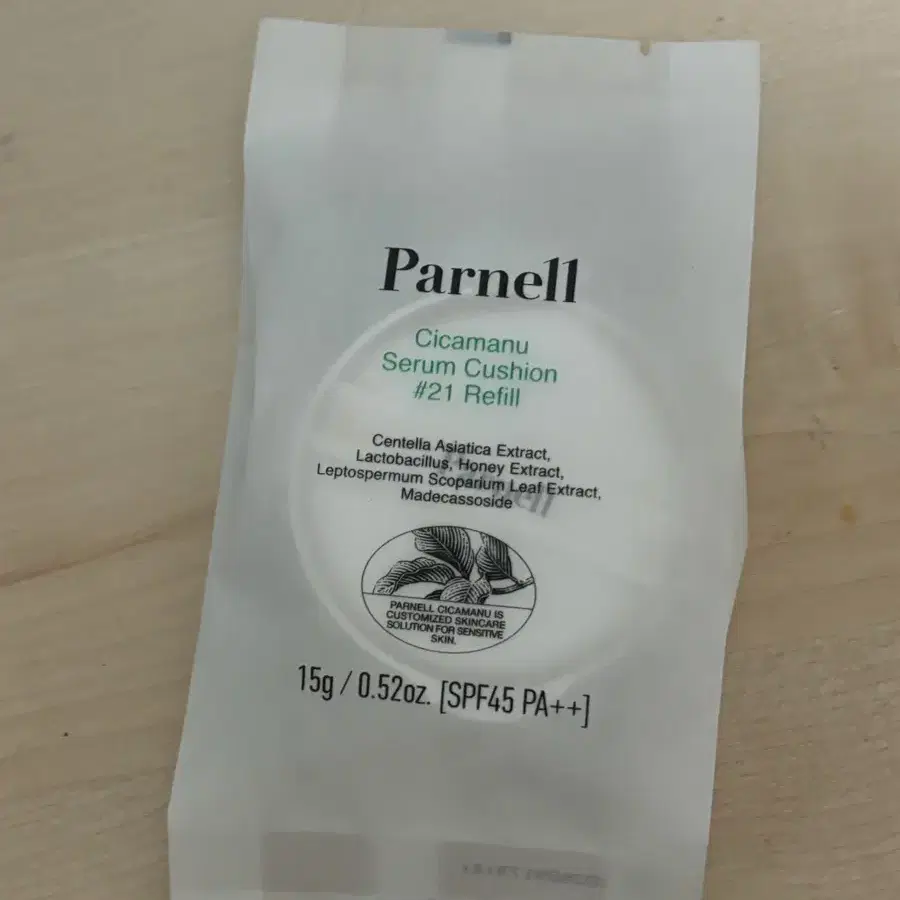 Parnell
Cicamanu
Serum Cushion
#21 Refill
Centella Asiatica Extract,
Lactobacillus, Honey Extract,
Leptospermum Scoparium Leaf Extract,
Madecassoside
Parnell
PARNELL CICAMANU IS
CUSTOMIZED SKINCARE
SOLUTION FOR SENSITIVE
SKIN.
15g / 0.52oz. [SPF45 PA++]